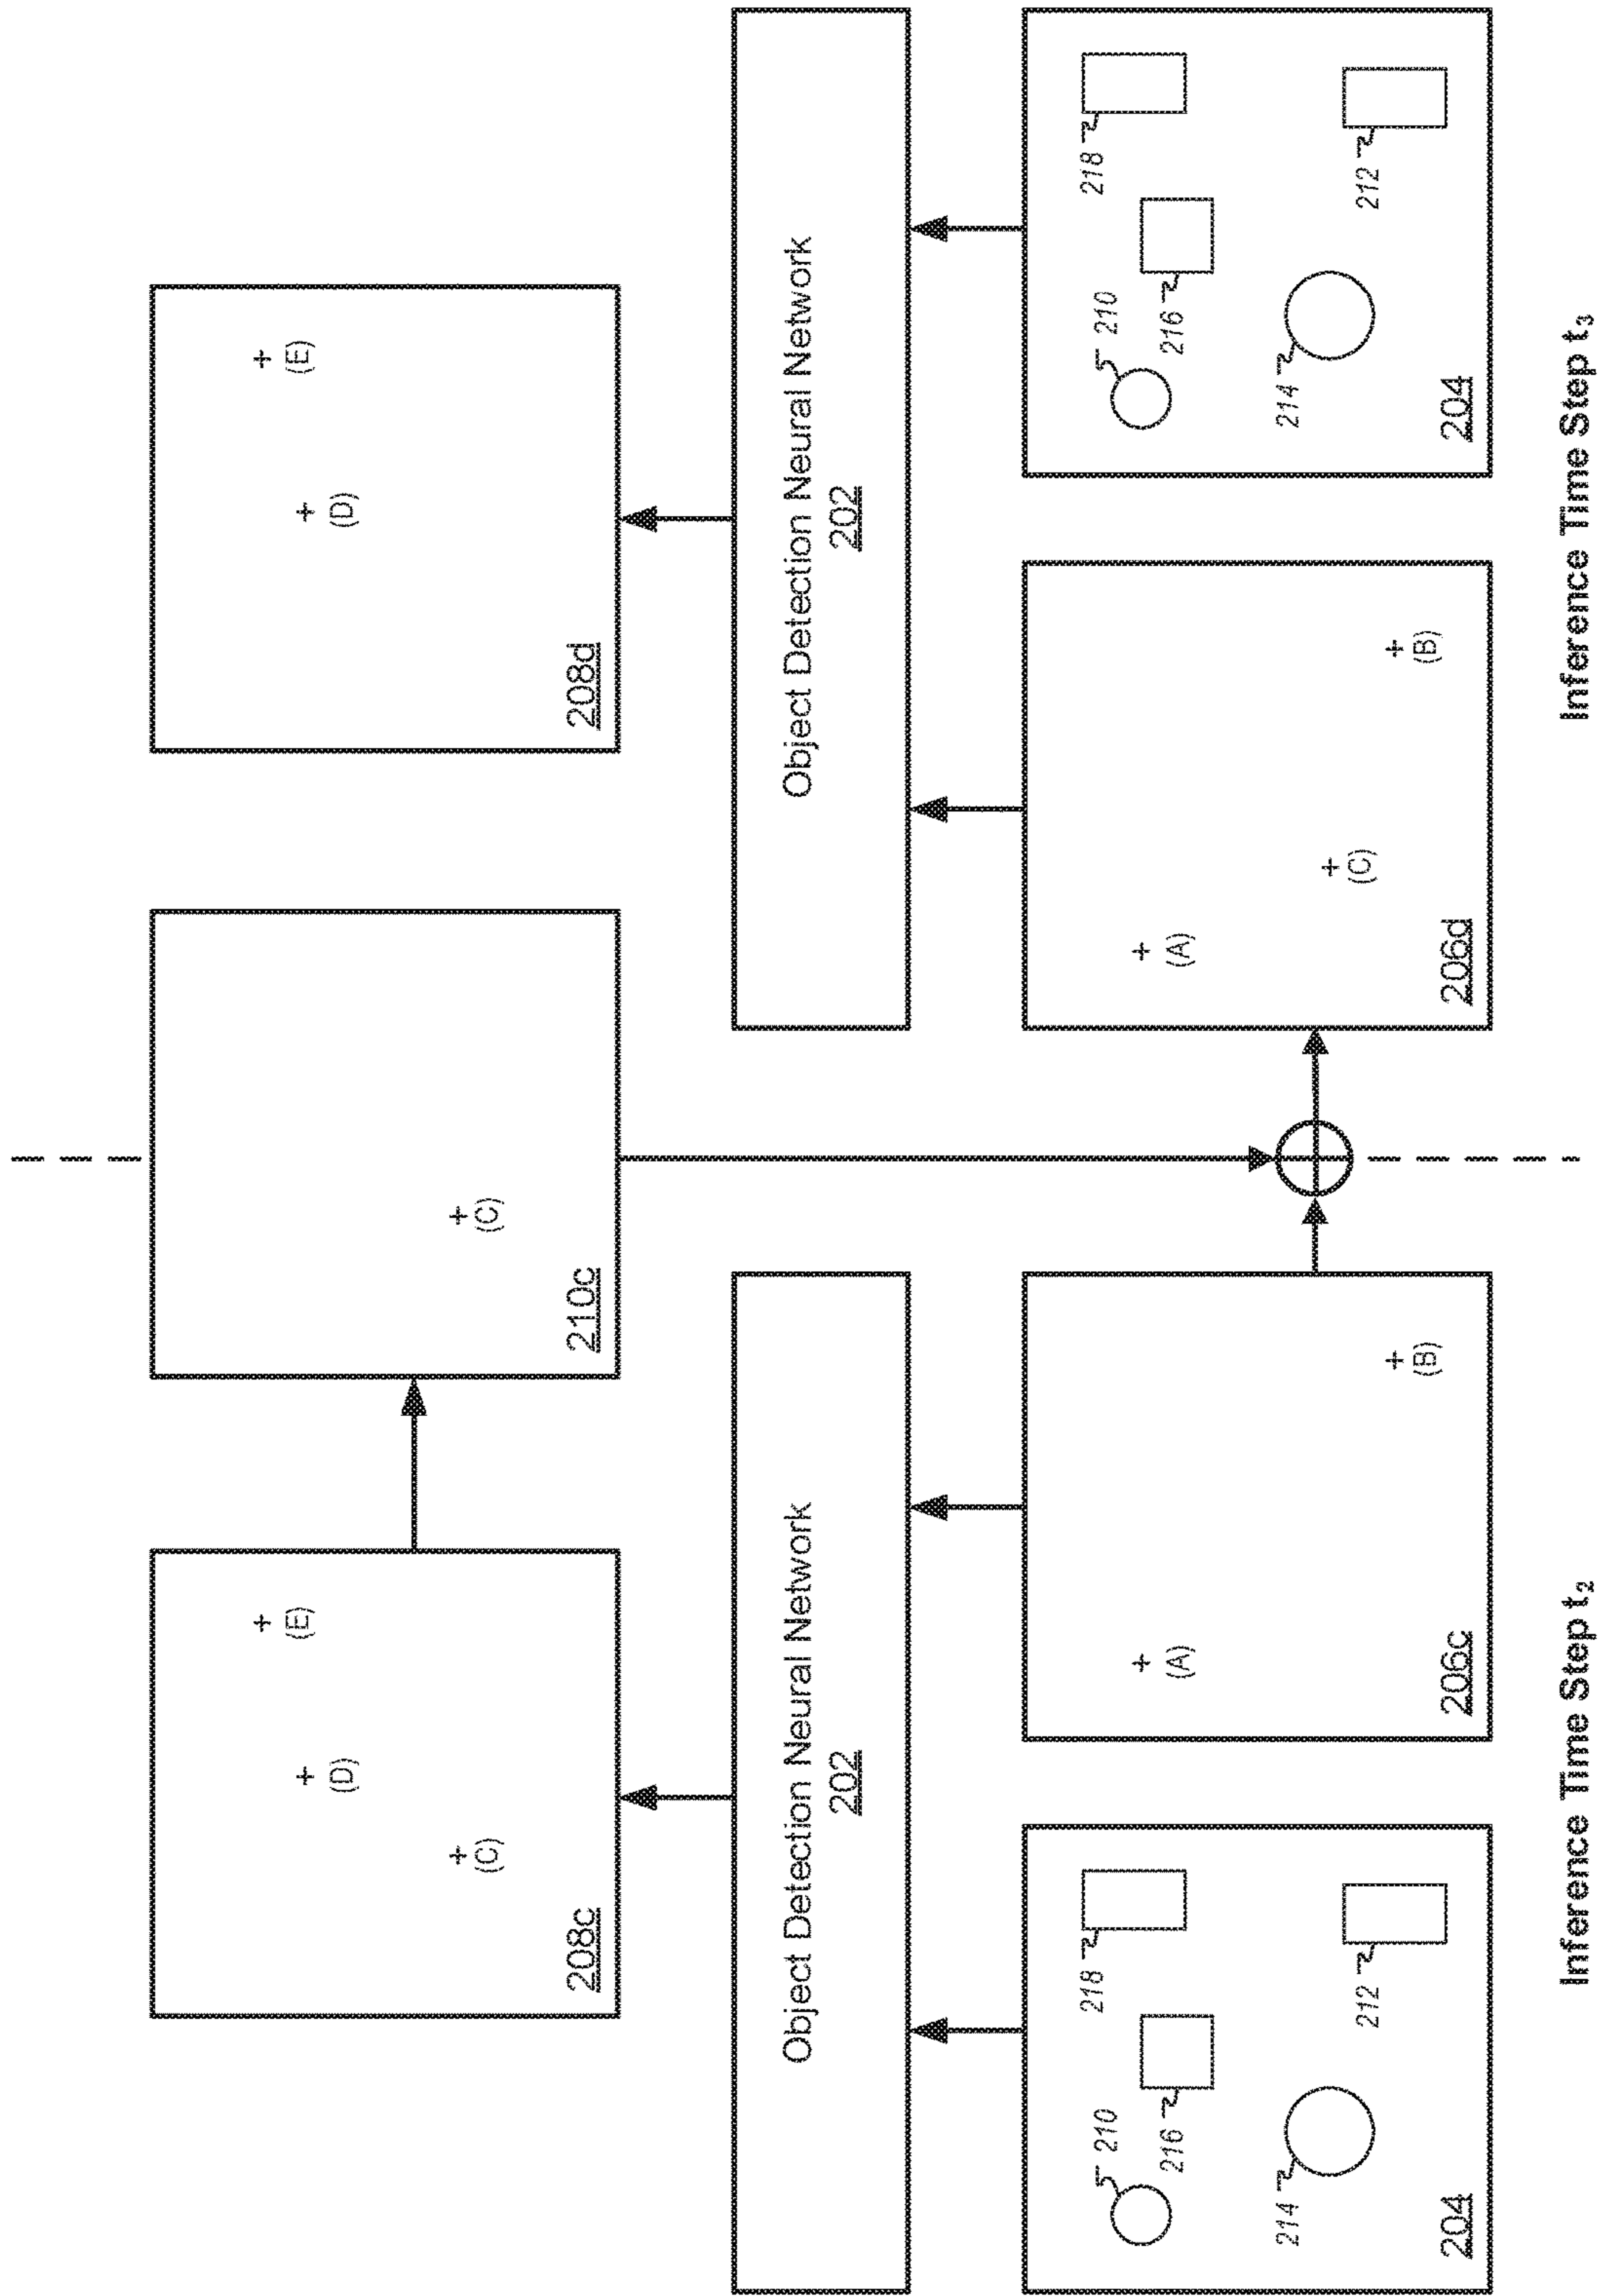 +
(E)
+
(D)
+
(C)
208c
+
(C)
210c
+
(E)
+
(D)
208d
Object Detection Neural Network
202
Object Detection Neural Network
202
218
210
216
214
212
204
+
(A)
+
(B)
206c
+
(A)
+
(C)
+
(B)
206d
218
210
216
214
212
204
Inference Time Step t₂
Inference Time Step t₃